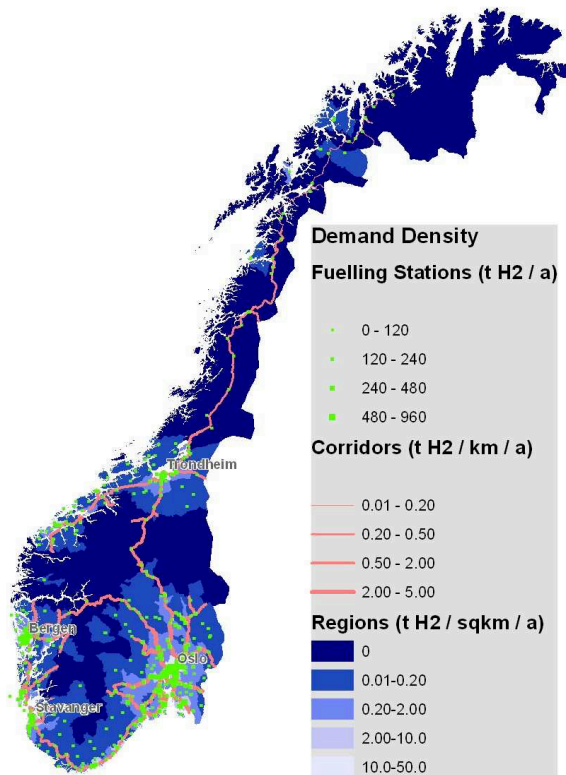 Demand Density
Fuelling Stations (t H2 / a)
0 - 120
120 - 240
240 - 480
480 - 960
Trondheim
Corridors (t H2 / km / a)
0.01 - 0.20
0.20 - 0.50
0.50 - 2.00
2.00 - 5.00
Regions (t H2 / sqkm / a)
Bergen
0
Oslo
0.01-0.20
Stavanger
0.20-2.00
2.00-10.0
10.0-50.0